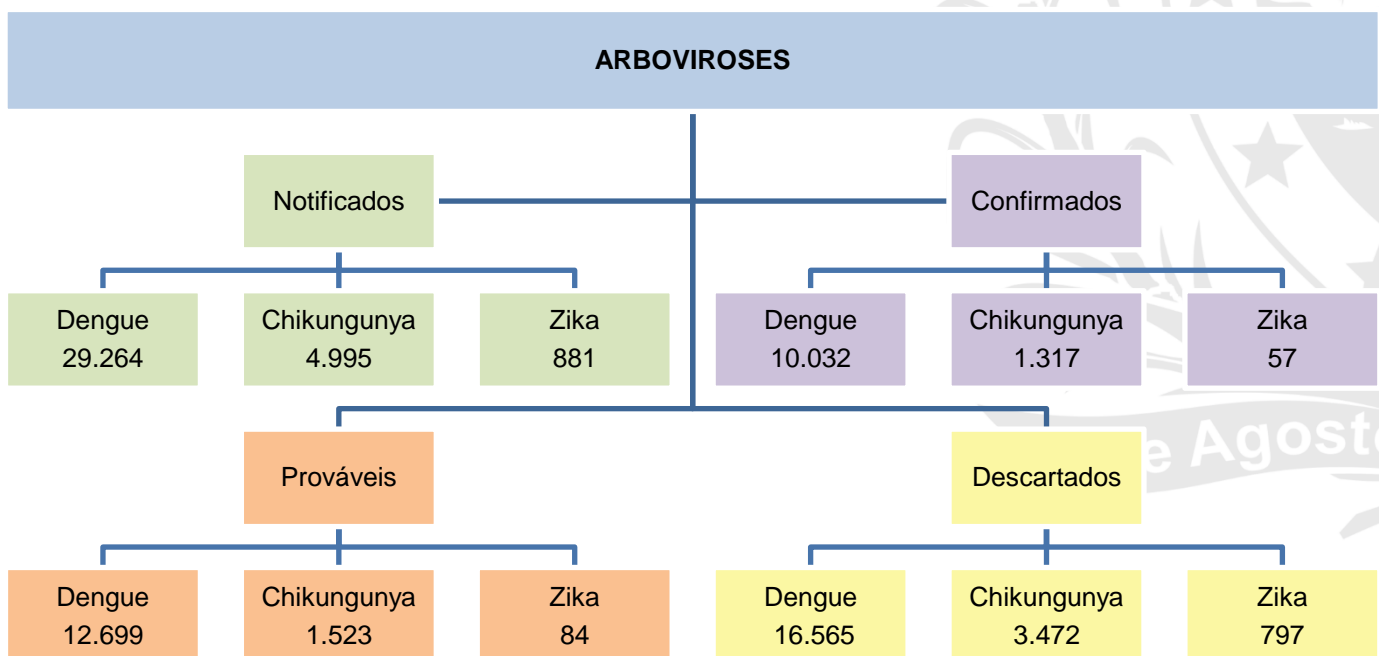 ARBOVIROSES
Notificados
Confirmados
Dengue
29.264
Chikungunya
4.995
Zika
881
Dengue
10.032
Chikungunya
1.317
Zika
57
e Agosto
Prováveis
Descartados
Dengue
12.699
Chikungunya
1.523
Zika
84
Dengue
16.565
Chikungunya
3.472
Zika
797